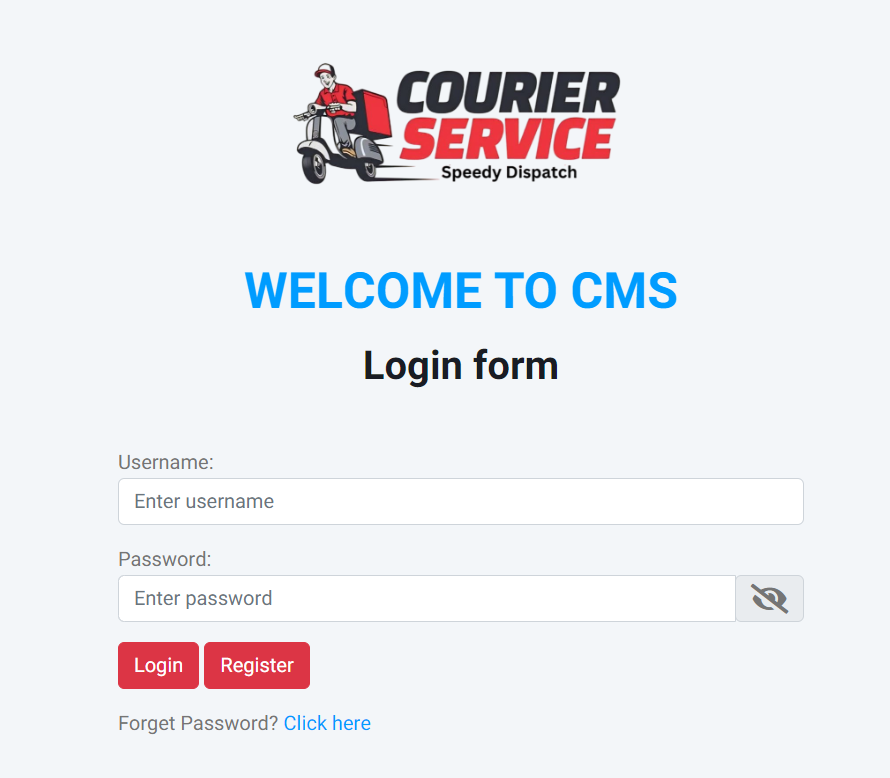 COURIER
SERVICE
Speedy Dispatch
WELCOME TO CMS
Login form
Username:
Enter username
Password:
Enter password
Login Register
Forget Password? Click here